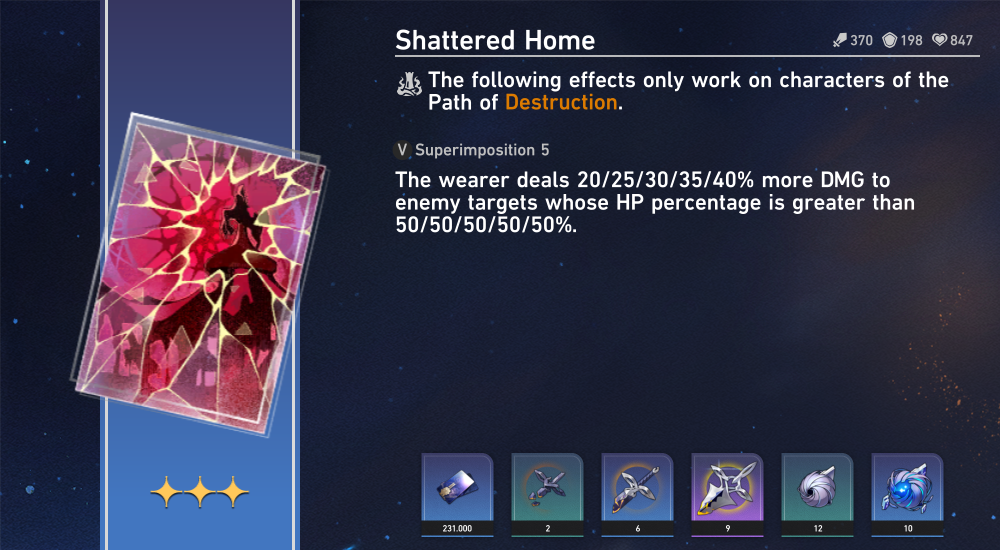 Shattered Home
370 198 847
The following effects only work on characters of the
Path of Destruction.
V Superimposition 5
The wearer deals 20/25/30/35/40% more DMG to
enemy targets whose HP percentage is greater than
50/50/50/50/50%.
231.000 2 6 9 12 10